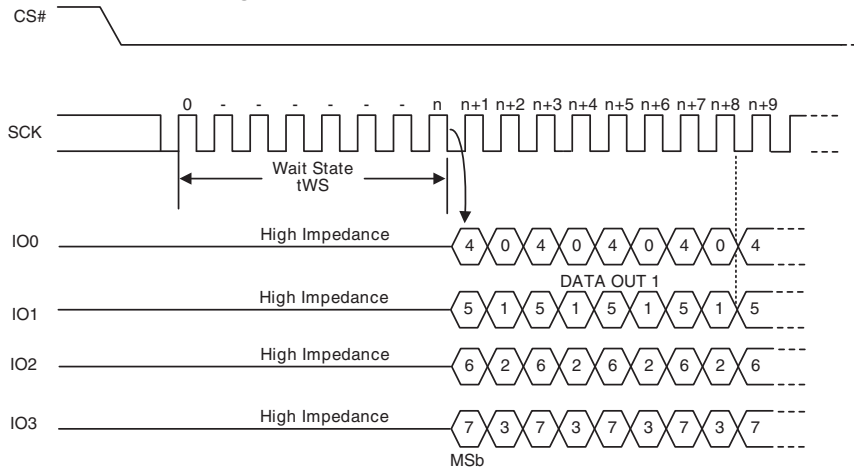 CS#
0 - - - - - - n n+1 n+2 n+3 n+4 n+5 n+6 n+7 n+8 n+9
SCK
Wait State
tWS
IO0 High Impedance 4 0 4 0 4 0 4 0 4
DATA OUT 1
IO1 High Impedance 5 1 5 1 5 1 5 1 5
IO2 High Impedance 6 2 6 2 6 2 6 2 6
IO3 High Impedance 7 3 7 3 7 3 7 3 7
MSb